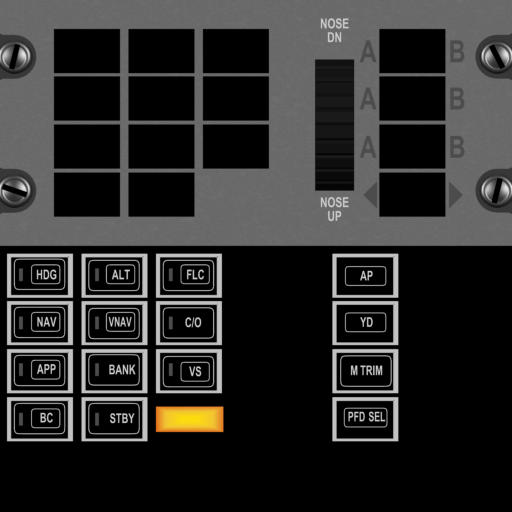 NOSE
DN
A B
A B
A B
NOSE
UP
HDG ALT FLC AP
NAV VNAV C/O YD
APP BANK VS M TRIM
BC STBY PFD SEL